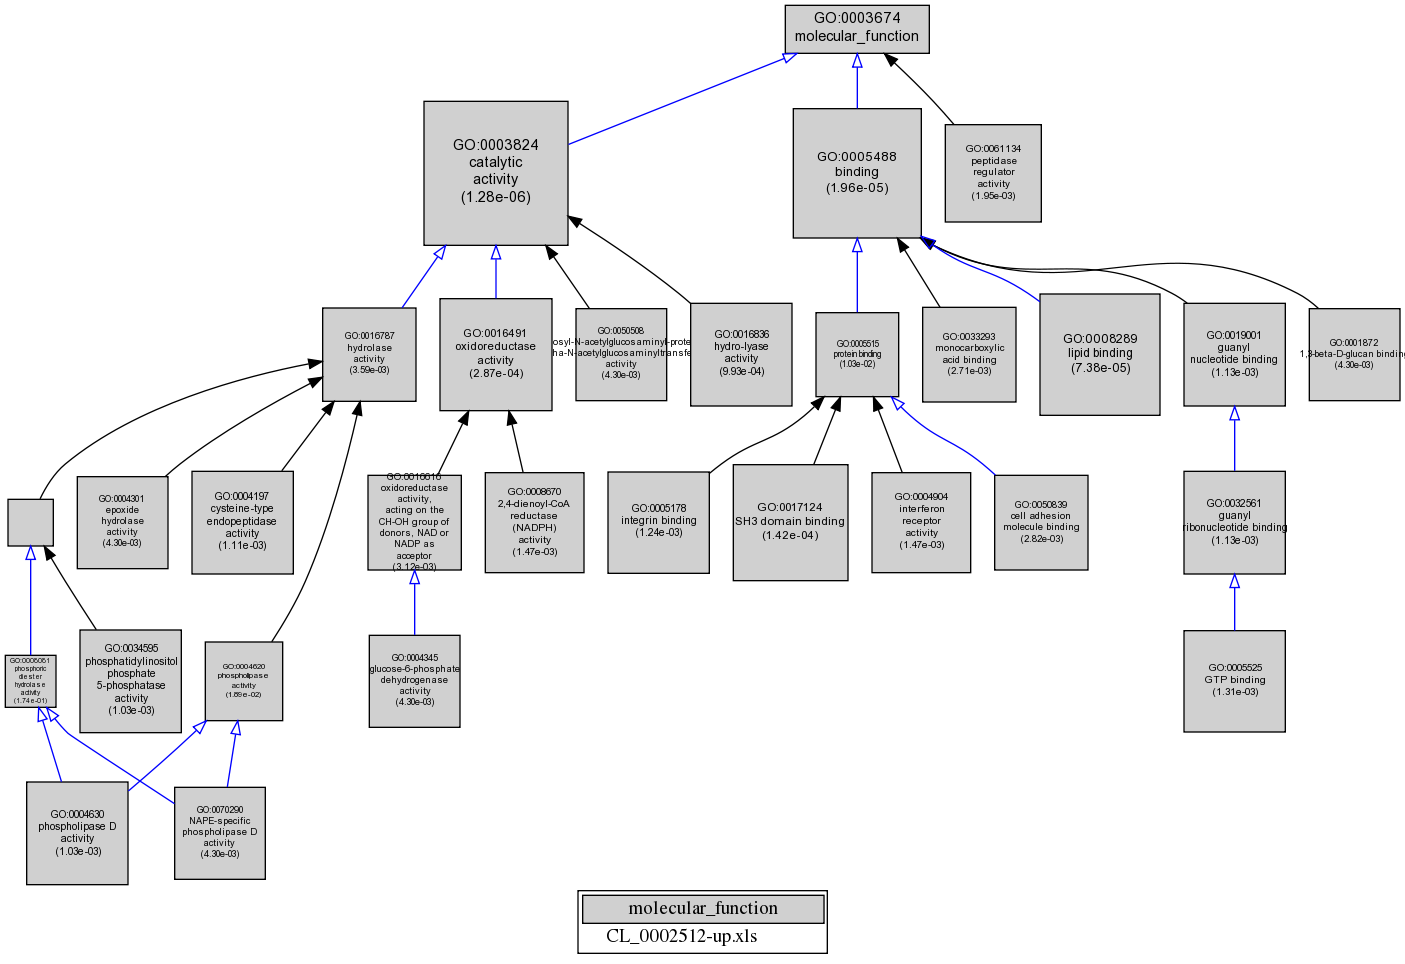 GO:0003674
molecular_function
GO:0003824
catalytic
activity
(1.28e-06)
GO:0005488
binding
(1.96e-05)
GO:0061134
peptidase
regulator
activity
(1.95e-03)
GO:0016787
hydrolase
activity
(3.59e-03)
GO:0016491
oxidoreductase
activity
(2.87e-04)
GO:0050508
osyl-N-acetylglucosaminyl-prote
ha-N-acetylglucosaminyltransfe
activity
(4.30e-03)
GO:0016836
hydro-lyase
activity
(9.93e-04)
GO:0005515
protein binding
(1.03e-02)
GO:0033293
monocarboxylic
acid binding
(2.71e-03)
GO:0008289
lipid binding
(7.38e-05)
GO:0019001
guanyl
nucleotide binding
(1.13e-03)
GO:0001872
1,3-beta-D-glucan binding
(4.30e-03)
GO:0004301
epoxide
hydrolase
activity
(4.30e-03)
GO:0004197
cysteine-type
endopeptidase
activity
(1.11e-03)
GO:0016616
oxidoreductase
activity,
acting on the
CH-OH group of
donors, NAD or
NADP as
acceptor
(3.12e-03)
GO:0008670
2,4-dienoyl-CoA
reductase
(NADPH)
activity
(1.47e-03)
GO:0005178
integrin binding
(1.24e-03)
GO:0017124
SH3 domain binding
(1.42e-04)
GO:0004904
interferon
receptor
activity
(1.47e-03)
GO:0050839
cell adhesion
molecule binding
(2.82e-03)
GO:0032561
guanyl
ribonucleotide binding
(1.13e-03)
GO:0008081
phosphoric
diester
hydrolase
activity
(1.74e-01)
GO:0034595
phosphatidylinositol
phosphate
5-phosphatase
activity
(1.03e-03)
GO:0004620
phospholipase
activity
(1.69e-02)
GO:0004345
glucose-6-phosphate
dehydrogenase
activity
(4.30e-03)
GO:0005525
GTP binding
(1.31e-03)
GO:0004630
phospholipase D
activity
(1.03e-03)
GO:0070290
NAPE-specific
phospholipase D
activity
(4.30e-03)
molecular_function
CL_0002512-up.xls